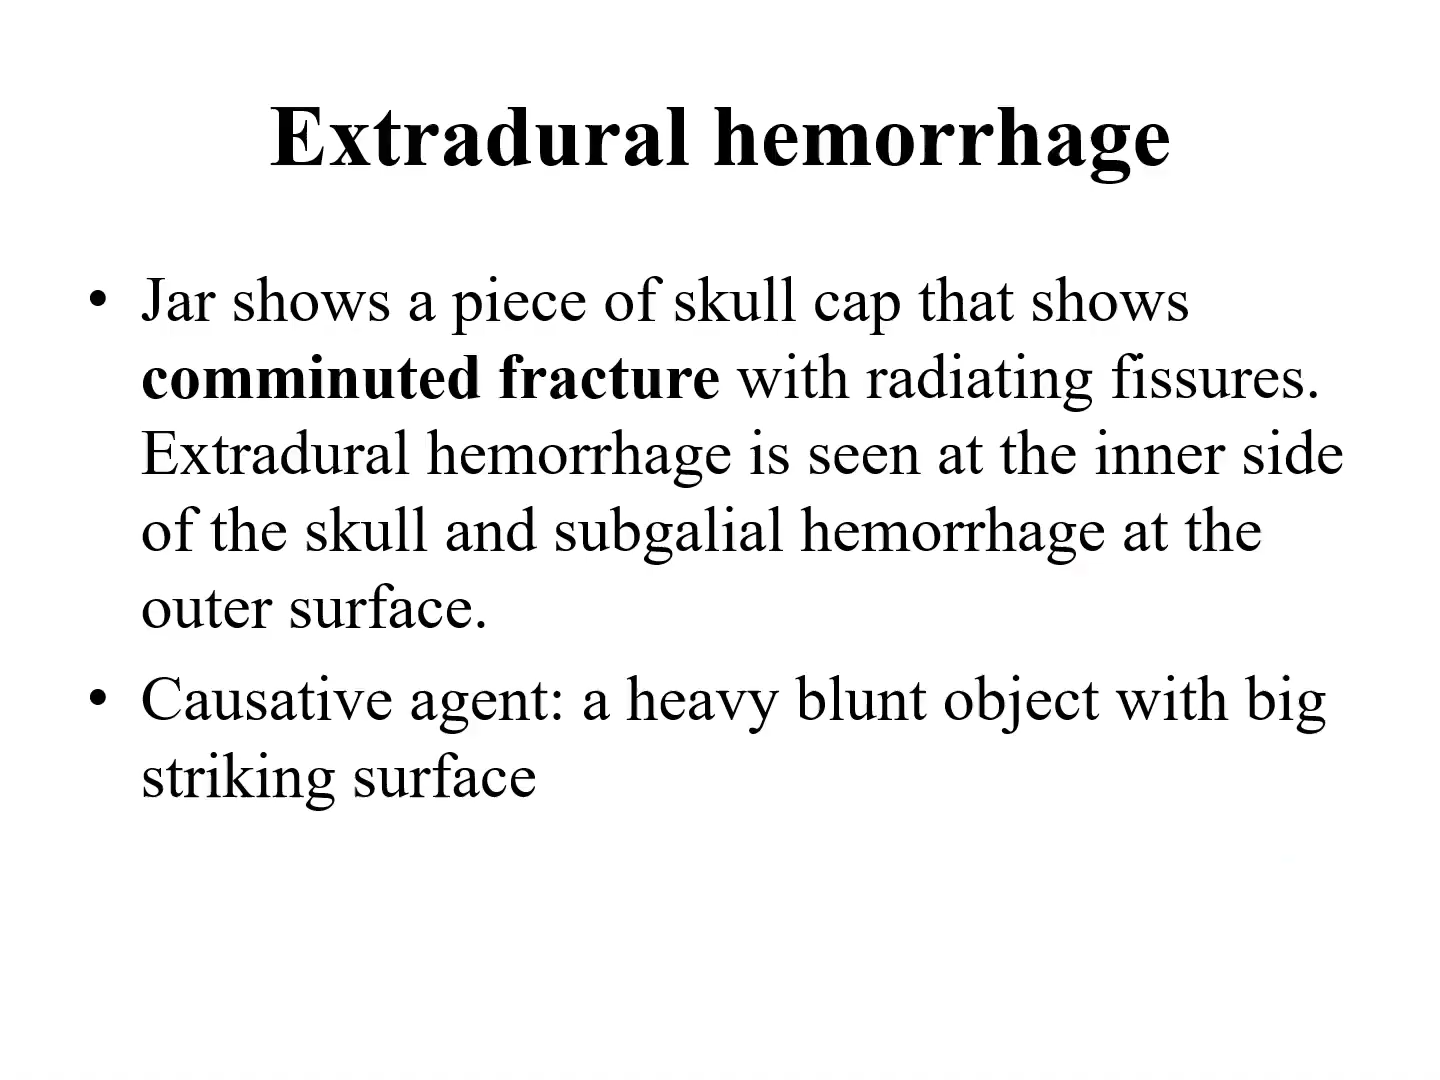 Extradural hemorrhage
• Jar shows a piece of skull cap that shows
comminuted fracture with radiating fissures.
Extradural hemorrhage is seen at the inner side
of the skull and subgalial hemorrhage at the
outer surface.
• Causative agent: a heavy blunt object with big
striking surface